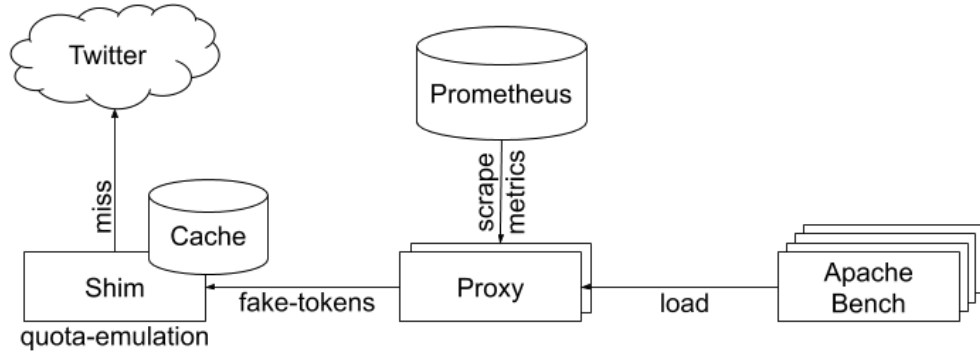 Twitter
Prometheus
miss
scrape
metrics
Cache
Shim
fake-tokens
Proxy
load
Apache
Bench
quota-emulation